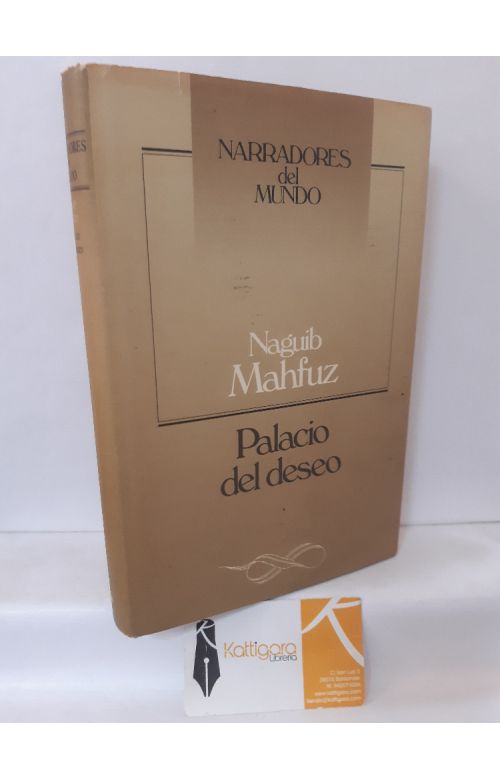 NARRADORES
del
MUNDO
Naguib
Mahfuz
Palacio
del deseo
Kattigara
Librería